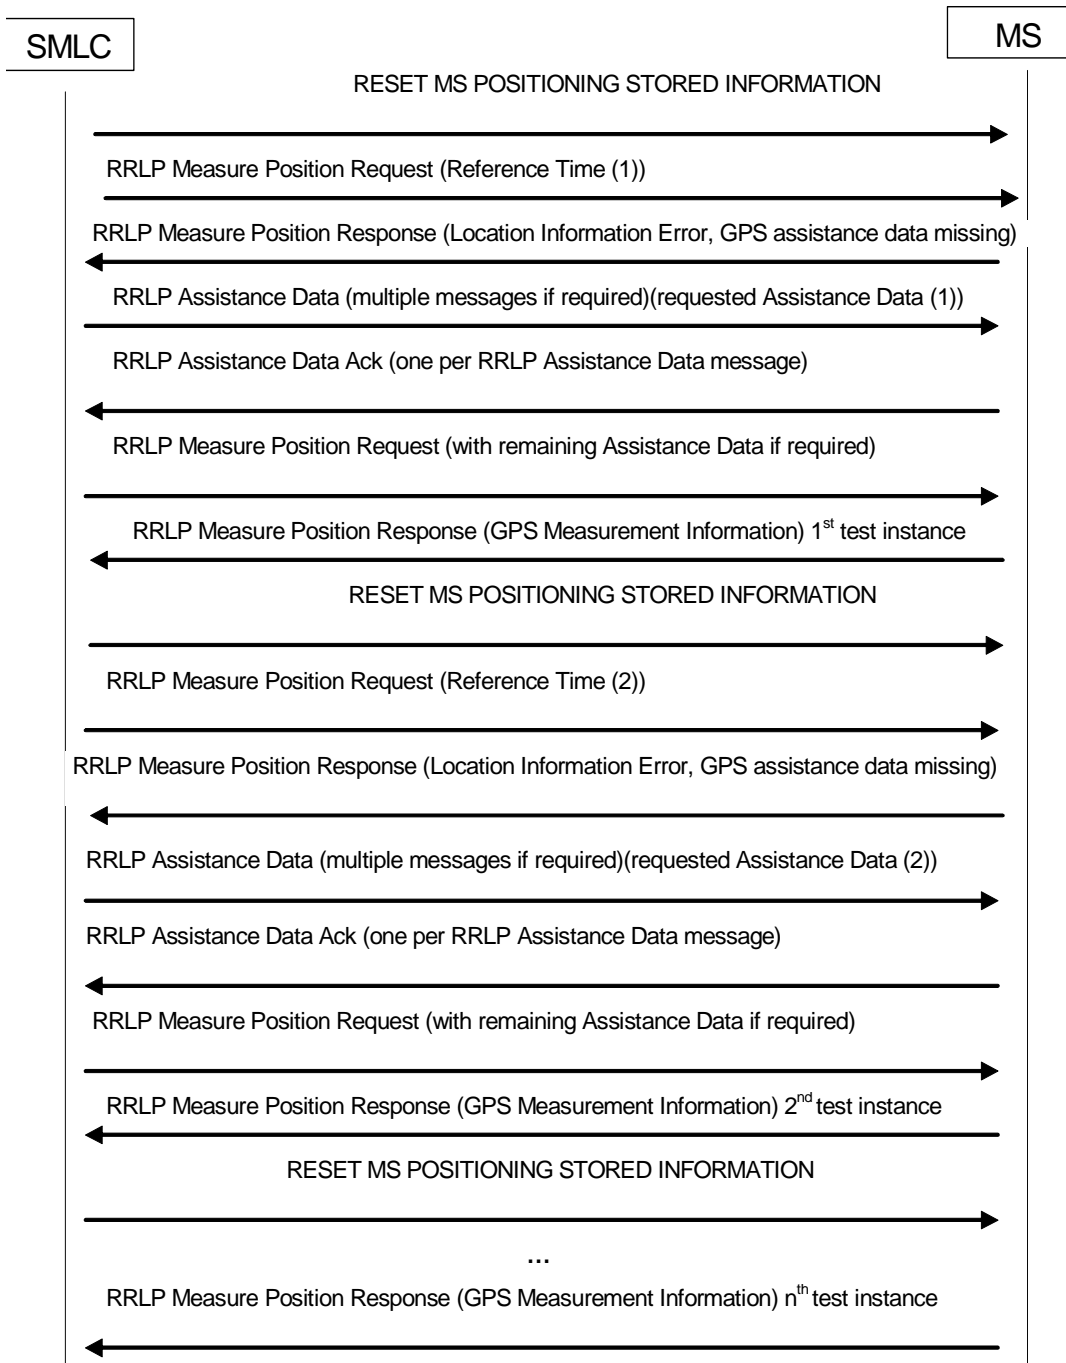 SMLC
MS
RESET MS POSITIONING STORED INFORMATION
RRLP Measure Position Request (Reference Time (1))
RRLP Measure Position Response (Location Information Error, GPS assistance data missing)
RRLP Assistance Data (multiple messages if required)(requested Assistance Data (1))
RRLP Assistance Data Ack (one per RRLP Assistance Data message)
RRLP Measure Position Request (with remaining Assistance Data if required)
RRLP Measure Position Response (GPS Measurement Information) 1st test instance
RESET MS POSITIONING STORED INFORMATION
RRLP Measure Position Request (Reference Time (2))
RRLP Measure Position Response (Location Information Error, GPS assistance data missing)
RRLP Assistance Data (multiple messages if required)(requested Assistance Data (2))
RRLP Assistance Data Ack (one per RRLP Assistance Data message)
RRLP Measure Position Request (with remaining Assistance Data if required)
RRLP Measure Position Response (GPS Measurement Information) 2nd test instance
RESET MS POSITIONING STORED INFORMATION
...
RRLP Measure Position Response (GPS Measurement Information) nth test instance